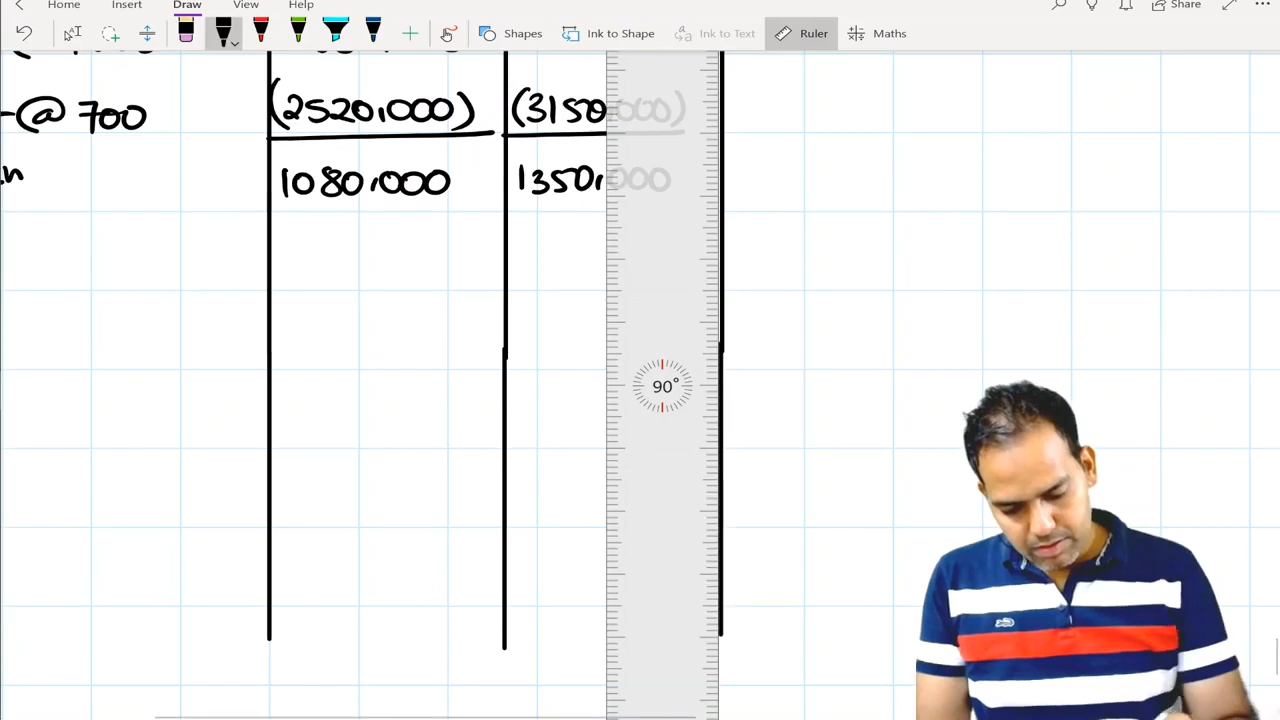 Home Insert Draw View Help Share
Shapes Ink to Shape Ink to Text Ruler Maths
-@ 700 (2520,000) (3150,000)
n 1080,000 1350,000
90°